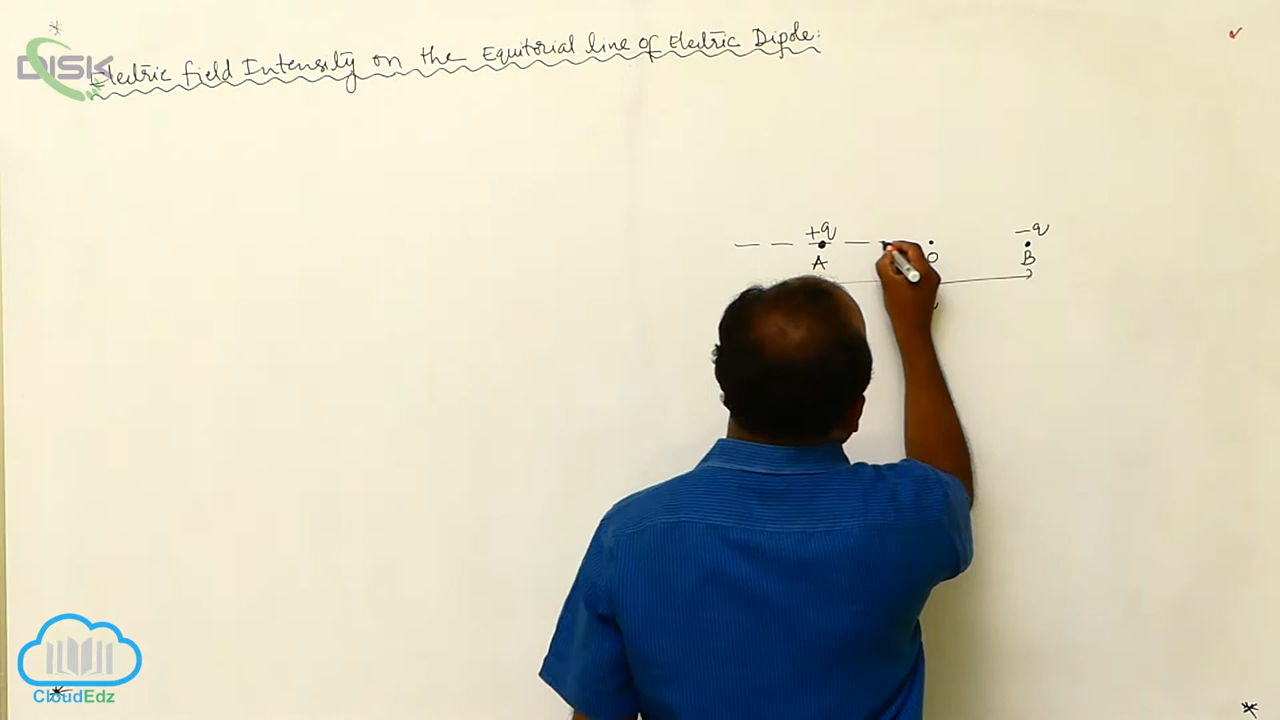 DISK
Electric field Intensity on the Equitorial line of Electric Dipole:
+q -q
A O B
CloudEdz